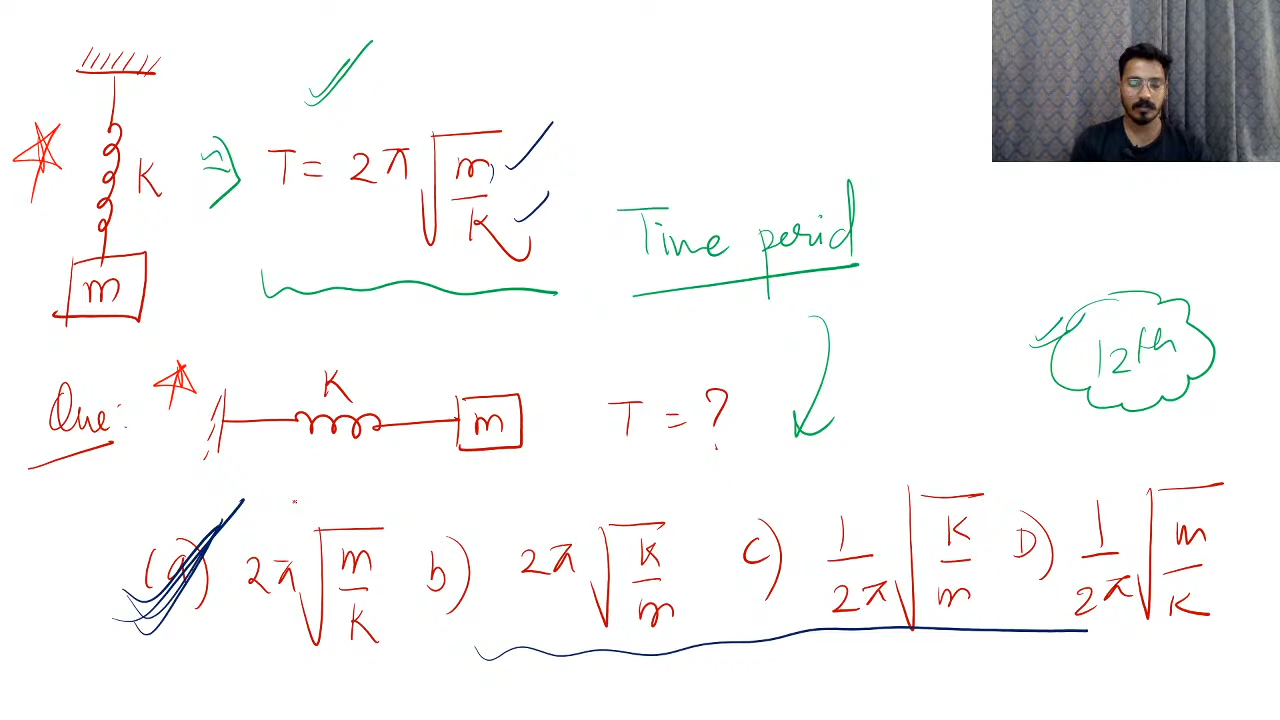 K
T = 2π √(m/k)
m
Time period
12th
Que:
K
m
T = ?
(a) 2π √(m/k) b) 2π √(k/m) c) 1/2π √(k/m) D) 1/2π √(m/k)